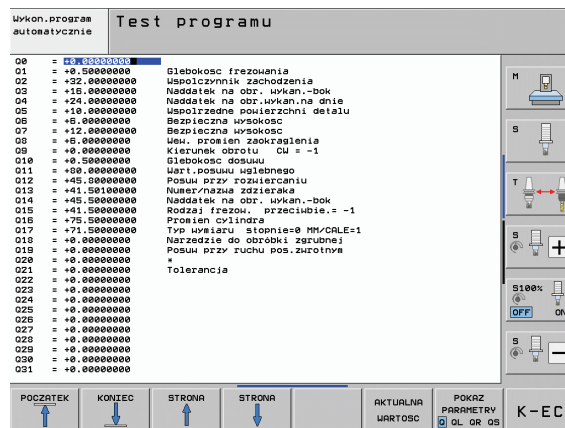 Wykon.program
automatycznie
Test programu
Q0 = +0.00000000
Q1 = +0.50000000 Glebokosc frezowania
Q2 = +32.00000000 Wspolczynnik zachodzenia
Q3 = +16.00000000 Naddatek na obr. wykan.-bok
Q4 = +24.00000000 Naddatek na obr.wykan.na dnie
Q5 = +10.00000000 Wspolrzedne powierzchni detalu
Q6 = +6.00000000 Bezpieczna wysokosc
Q7 = +12.00000000 Bezpieczna wysokosc
Q8 = +6.00000000 Wew. promien zaokraglenia
Q9 = +0.00000000 Kierunek obrotu CW = -1
Q10 = +0.50000000 Glebokosc dosuwu
Q11 = +80.00000000 Wart.posuwu wglebnego
Q12 = +45.80000000 Posuw przy rozwiercaniu
Q13 = +41.50100000 Numer/nazwa zdzieraka
Q14 = +45.50000000 Naddatek na obr. wykan.-bok
Q15 = +41.50000000 Rodzaj frezow. przeciwbie.= -1
Q16 = +75.50000000 Promien cylindra
Q17 = +71.50000000 Typ wymiaru stopnie=0 MM/CALE=1
Q18 = +0.00000000 Narzedzie do obróbki zgrubnej
Q19 = +0.00000000 Posuw przy ruchu pos.zwrotnym
Q20 = +0.00000000 *
Q21 = +0.00000000 Tolerancja
Q22 = +0.00000000
Q23 = +0.00000000
Q24 = +0.00000000
Q25 = +0.00000000
Q26 = +0.00000000
Q27 = +0.00000000
Q28 = +0.00000000
Q29 = +0.00000000
Q30 = +0.00000000
Q31 = +0.00000000
M
S
T
S
+
S100%
OFF ON
S
-
POCZATEK
KONIEC
STRONA
STRONA
AKTUALNA
WARTOSC
POKAZ
PARAMETRY
Q QL QR QS
K-EC